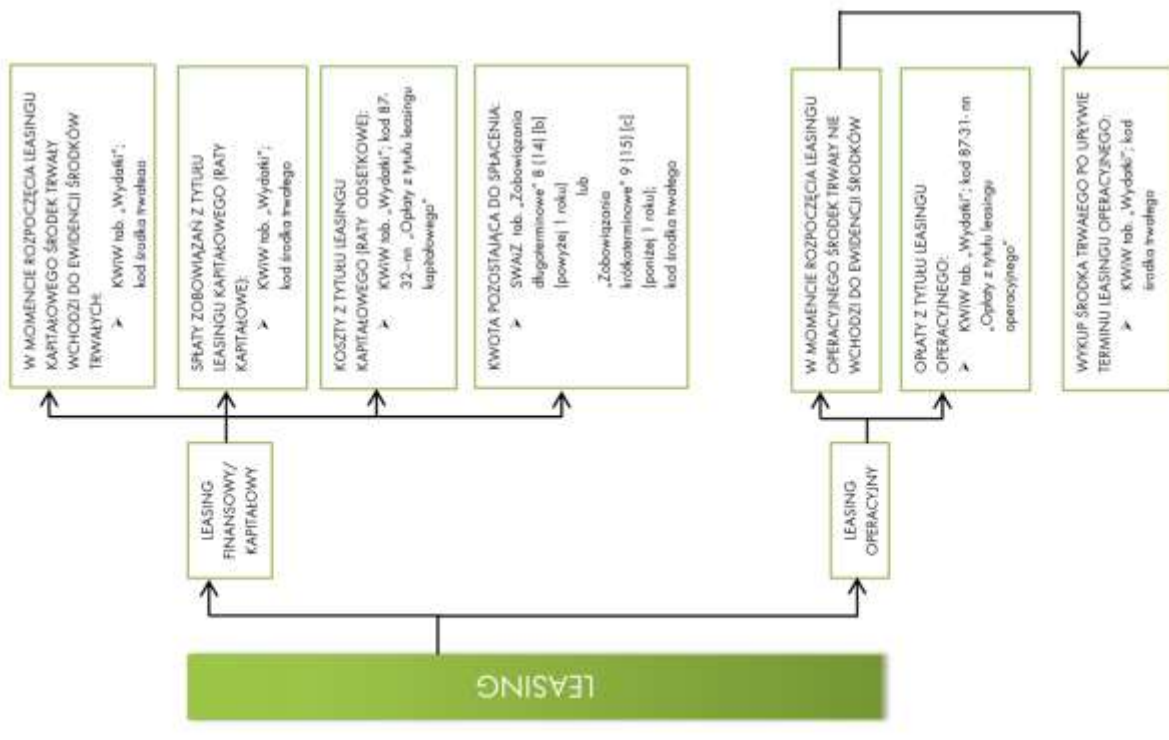 LEASING
LEASING
FINANSOWY/
KAPITAŁOWY
W MOMENCIE ROZPOCZĘCIA LEASINGU
KAPITAŁOWEGO ŚRODEK TRWAŁY
WCHODZI DO EWIDENCJI ŚRODKÓW
TRWAŁYCH:
➢ KWIW tab. „Wydatki”;
kod środka trwałego
SPŁATY ZOBOWIĄZAŃ Z TYTUŁU
LEASINGU KAPITAŁOWEGO (RATY
KAPITAŁOWE):
➢ KWIW tab. „Wydatki”;
kod środka trwałego
KOSZTY Z TYTUŁU LEASINGU
KAPITAŁOWEGO (RATY ODSETKOWE):
➢ KWIW tab. „Wydatki”; kod 87-
32-nn „Opłaty z tytułu leasingu
kapitałowego”
KWOTA POZOSTAJĄCA DO SPŁACENIA:
➢ SWAIZ tab. „Zobowiązania
długoterminowe” 8 (14) [b]
(powyżej 1 roku)
lub
„Zobowiązania
krótkoterminowe” 9 (15) [c]
(poniżej 1 roku);
kod środka trwałego
LEASING
OPERACYJNY
W MOMENCIE ROZPOCZĘCIA LEASINGU
OPERACYJNEGO ŚRODEK TRWAŁY NIE
WCHODZI DO EWIDENCJI ŚRODKÓW
OPŁATY Z TYTUŁU LEASINGU
OPERACYJNEGO:
➢ KWIW tab. „Wydatki”; kod 87-31-nn
„Opłaty z tytułu leasingu
operacyjnego”
WYKUP ŚRODKA TRWAŁEGO PO UPŁYWIE
TERMINU LEASINGU OPERACYJNEGO:
➢ KWIW tab. „Wydatki”; kod
środka trwałego